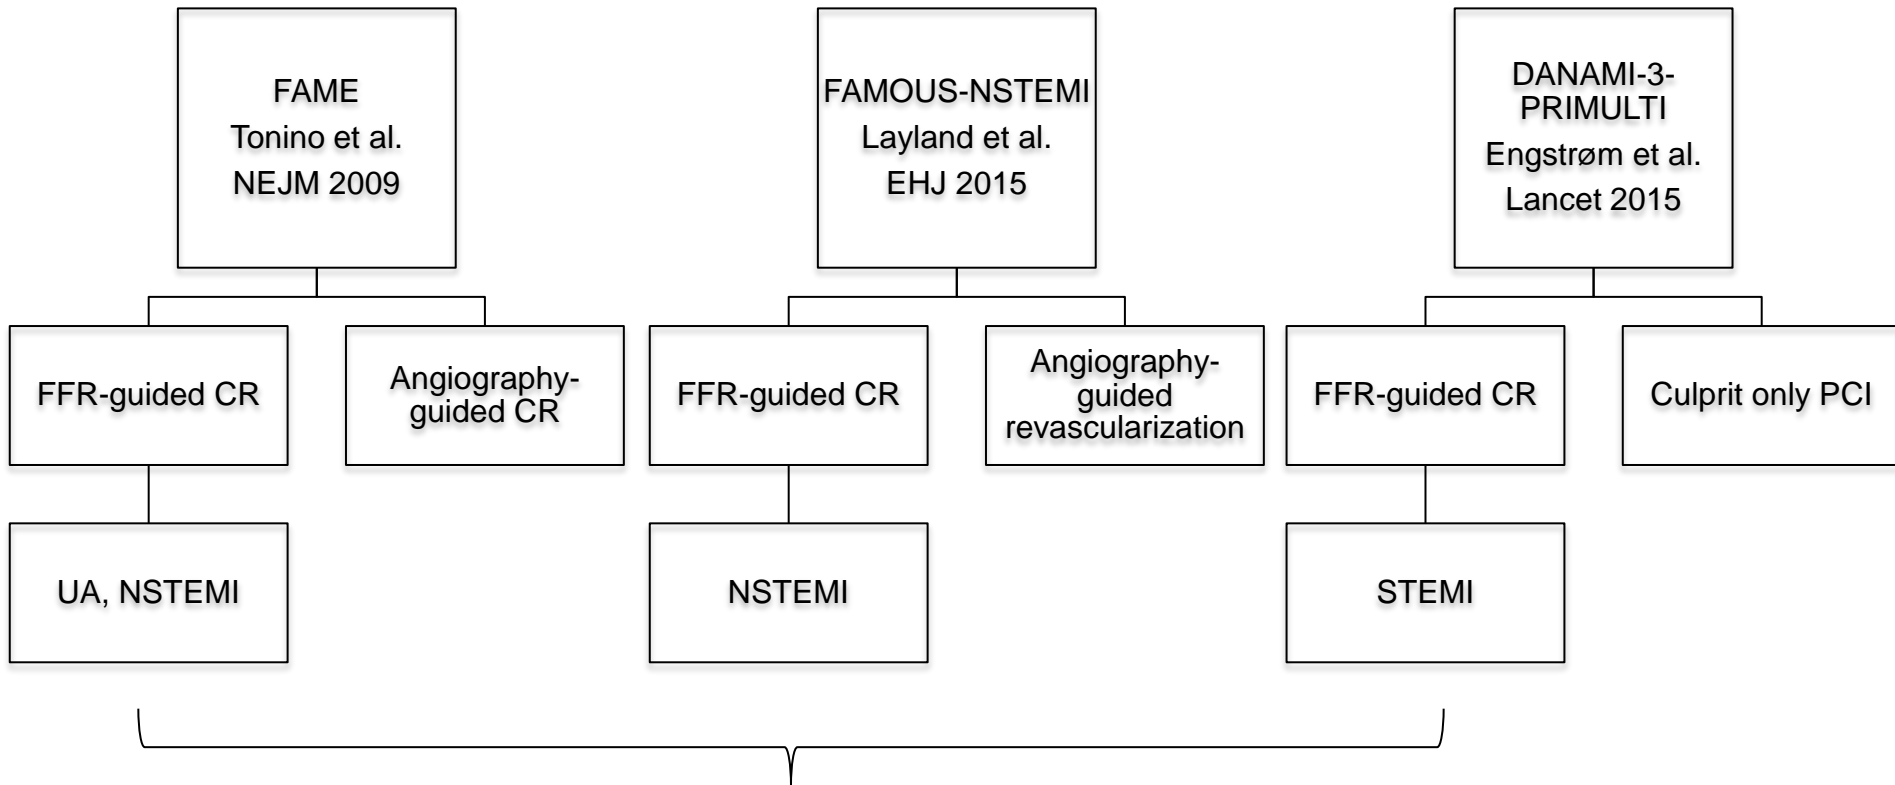 FAME
Tonino et al.
NEJM 2009
FAMOUS-NSTEMI
Layland et al.
EHJ 2015
DANAMI-3-
PRIMULTI
Engstrøm et al.
Lancet 2015
FFR-guided CR
Angiography-
guided CR
FFR-guided CR
Angiography-
guided
revascularization
FFR-guided CR
Culprit only PCI
UA, NSTEMI
NSTEMI
STEMI